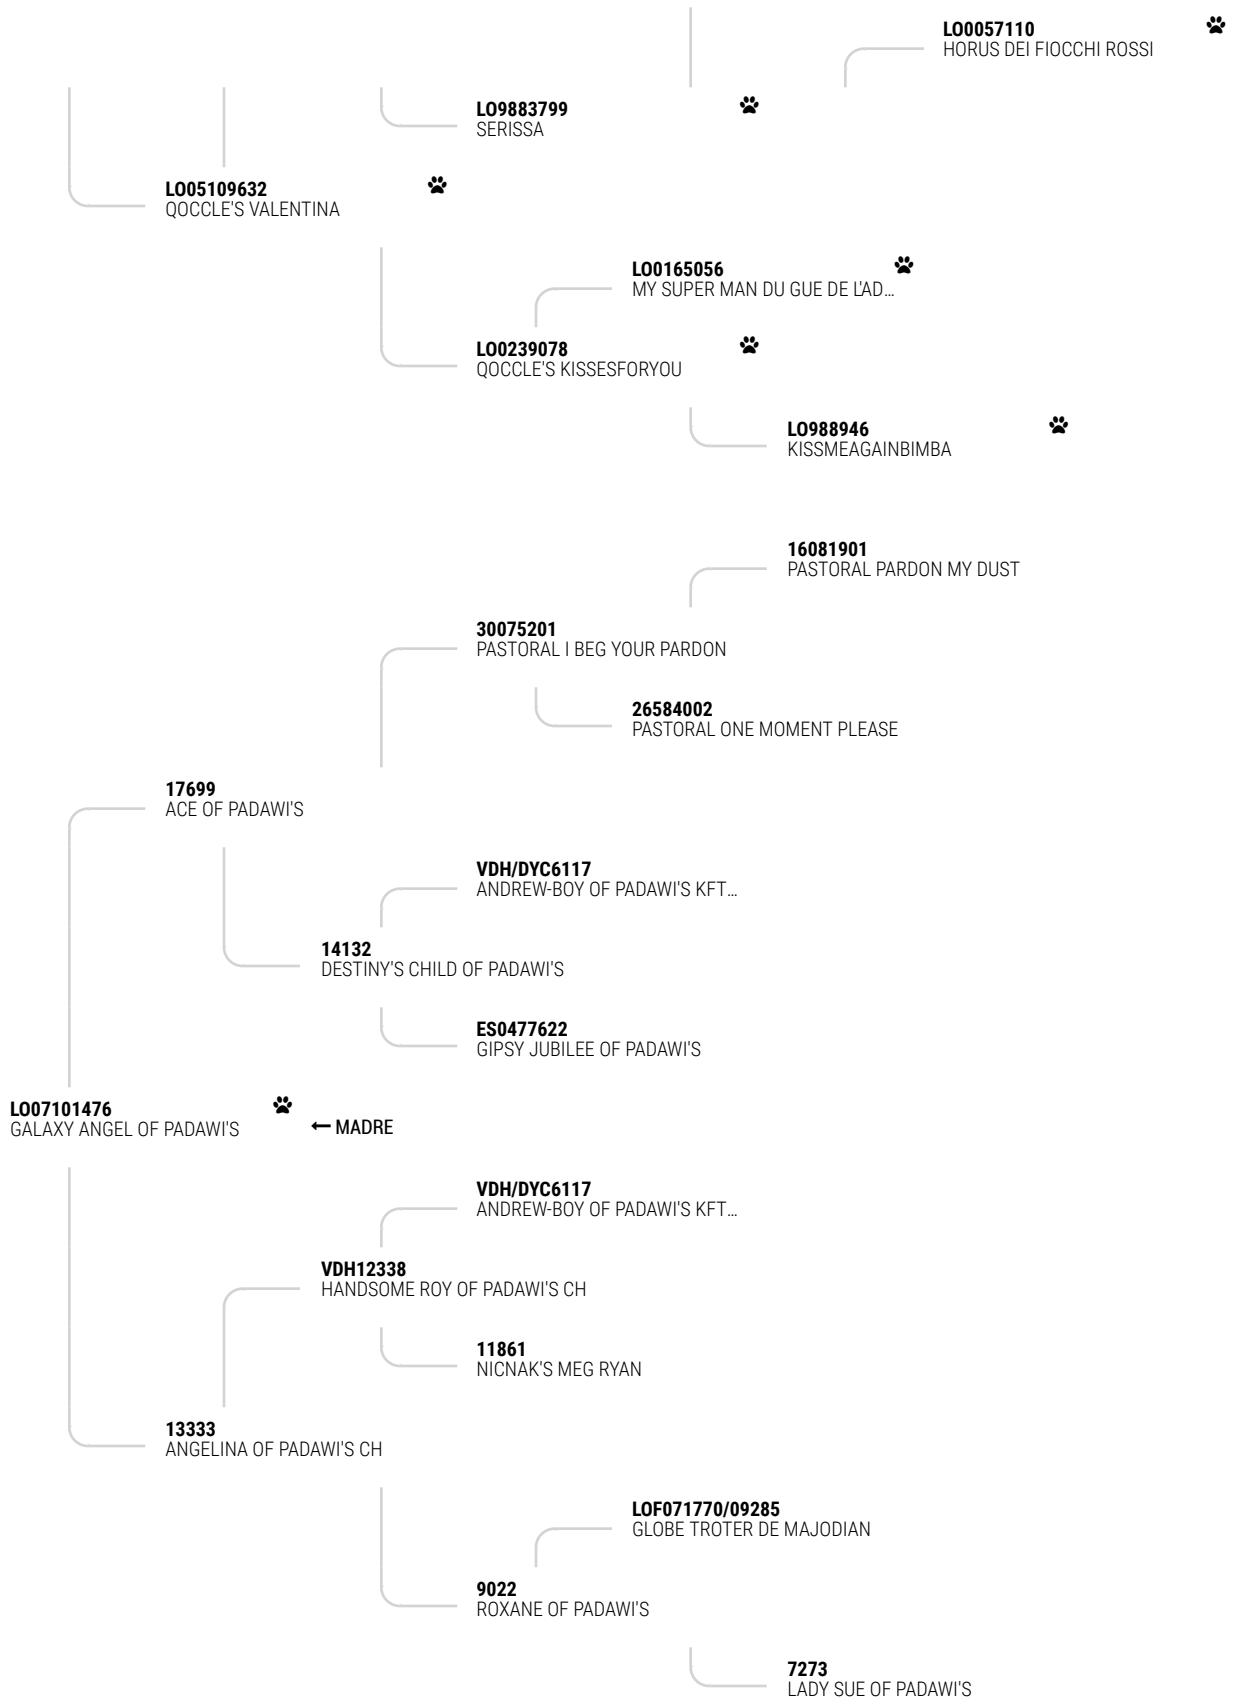 LO0057110
HORUS DEI FIOCCHI ROSSI
LO9883799
SERISSA
LO05109632
QOCCLE'S VALENTINA
LO0165056
MY SUPER MAN DU GUE DE L'AD...
LO0239078
QOCCLE'S KISSESFORYOU
LO988946
KISSMEAGAINBIMBA
16081901
PASTORAL PARDON MY DUST
30075201
PASTORAL I BEG YOUR PARDON
26584002
PASTORAL ONE MOMENT PLEASE
17699
ACE OF PADAWI'S
VDH/DYC6117
ANDREW-BOY OF PADAWI'S KFT...
14132
DESTINY'S CHILD OF PADAWI'S
ES0477622
GIPSY JUBILEE OF PADAWI'S
LO07101476
GALAXY ANGEL OF PADAWI'S
← MADRE
VDH/DYC6117
ANDREW-BOY OF PADAWI'S KFT...
VDH12338
HANDSOME ROY OF PADAWI'S CH
11861
NICNAK'S MEG RYAN
13333
ANGELINA OF PADAWI'S CH
LOF071770/09285
GLOBE TROTER DE MAJODIAN
9022
ROXANE OF PADAWI'S
7273
LADY SUE OF PADAWI'S